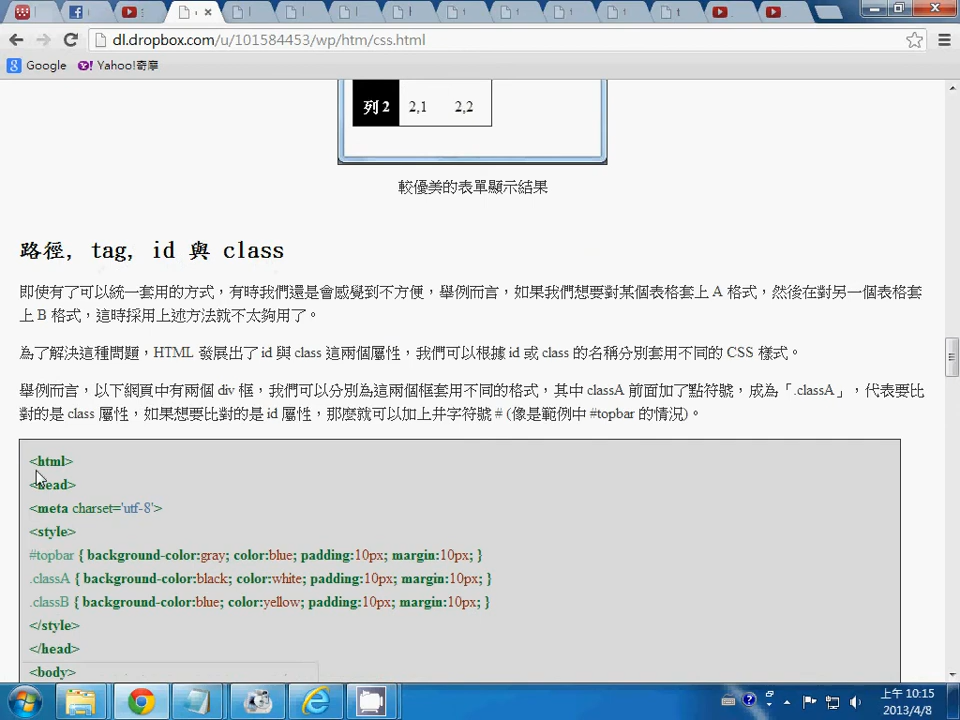 dl.dropbox.com/u/101584453/wp/htm/css.html
Google Yahoo!奇摩
列 2 2,1 2,2
較優美的表單顯示結果
路徑, tag, id 與 class
即使有了可以統一套用的方式，有時我們還是會感覺到不方便，舉例而言，如果我們想要對某個表格套上 A 格式，然後在對另一個表格套
上 B 格式，這時採用上述方法就不太夠用了。
為了解決這種問題，HTML 發展出了 id 與 class 這兩個屬性，我們可以根據 id 或 class 的名稱分別套用不同的 CSS 樣式。
舉例而言，以下網頁中有兩個 div 框，我們可以分別為這兩個框套用不同的格式，其中 classA 前面加了點符號，成為「.classA」，代表要比
對的是 class 屬性，如果想要比對的是 id 屬性，那麼就可以加上井字符號 # (像是範例中 #topbar 的情況)。
<html>
<head>
<meta charset='utf-8'>
<style>
#topbar { background-color:gray; color:blue; padding:10px; margin:10px; }
.classA { background-color:black; color:white; padding:10px; margin:10px; }
.classB { background-color:blue; color:yellow; padding:10px; margin:10px; }
</style>
</head>
<body>
上午 10:15
2013/4/8